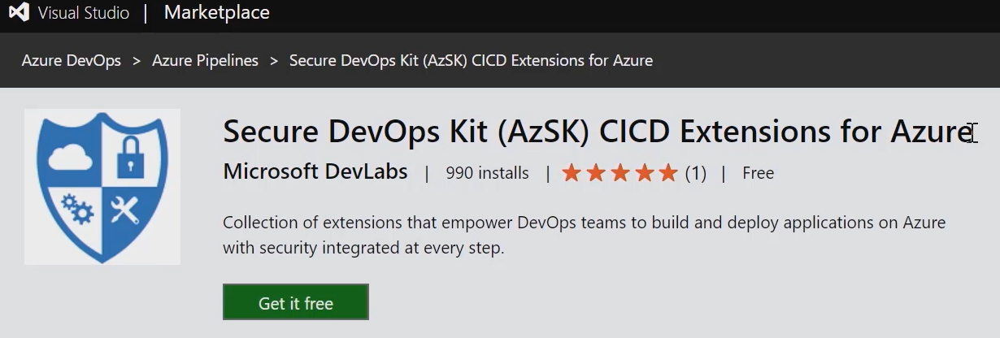 Visual Studio | Marketplace
Azure DevOps > Azure Pipelines > Secure DevOps Kit (AzSK) CICD Extensions for Azure
Secure DevOps Kit (AzSK) CICD Extensions for Azure
Microsoft DevLabs | 990 installs | ★★★★★ (1) | Free
Collection of extensions that empower DevOps teams to build and deploy applications on Azure
with security integrated at every step.
Get it free